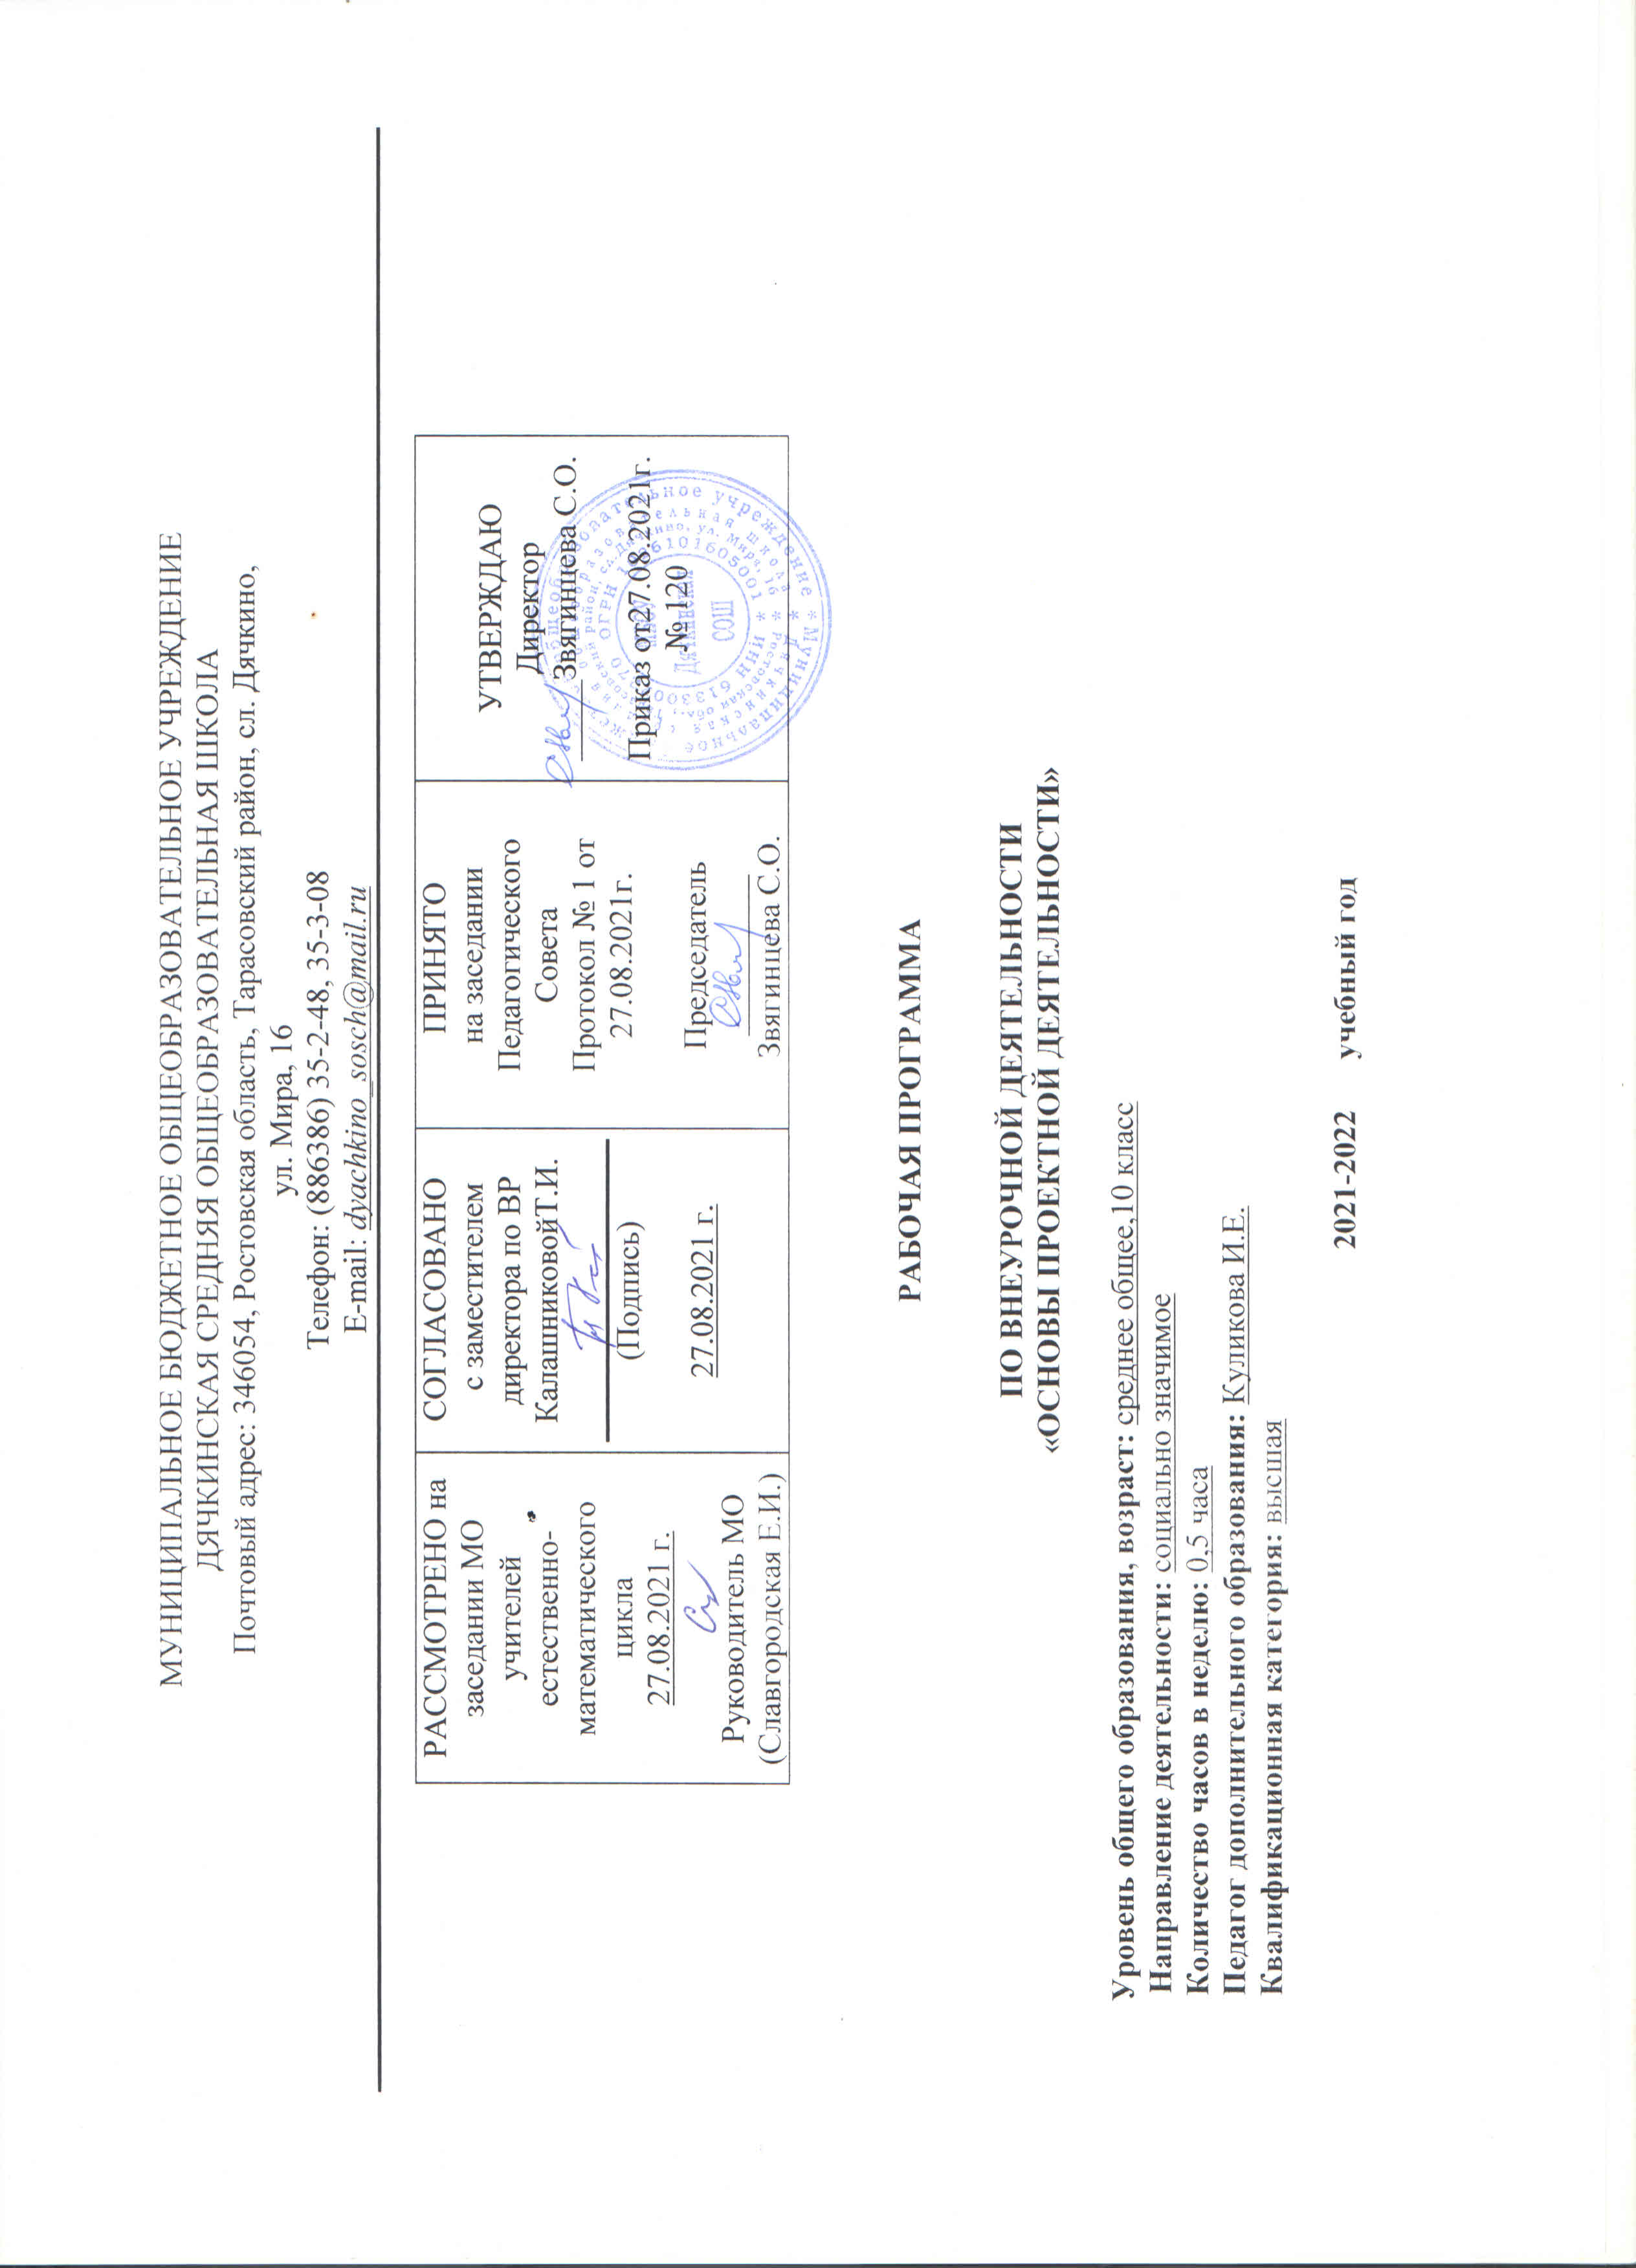 МУНИЦИПАЛЬНОЕ БЮДЖЕТНОЕ ОБЩЕОБРАЗОВАТЕЛЬНОЕ УЧРЕЖДЕНИЕ
ДЯЧКИНСКАЯ СРЕДНЯЯ ОБЩЕОБРАЗОВАТЕЛЬНАЯ ШКОЛА
Почтовый адрес: 346054, Ростовская область, Тарасовский район, сл. Дячкино,
ул. Мира, 16
Телефон: (886386) 35-2-48, 35-3-08
E-mail: dyachkino_sosch@mail.ru
РАССМОТРЕНО на
заседании МО
учителей
естественно-
математического
цикла
27.08.2021 г.
Руководитель МО
(Славгородская Е.И.)
СОГЛАСОВАНО
с заместителем
директора по ВР
КалашниковойТ.И.
(Подпись)
27.08.2021 г.
ПРИНЯТО
на заседании
Педагогического
Совета
Протокол № 1 от
27.08.2021г.
Председатель
Звягинцева С.О.
УТВЕРЖДАЮ
Директор
Звягинцева С.О.
Приказ от27.08.2021г.
№ 120
Дячкинская
СОШ
РАБОЧАЯ ПРОГРАММА
ПО ВНЕУРОЧНОЙ ДЕЯТЕЛЬНОСТИ
«ОСНОВЫ ПРОЕКТНОЙ ДЕЯТЕЛЬНОСТИ»
Уровень общего образования, возраст: среднее общее,10 класс
Направление деятельности: социально значимое
Количество часов в неделю: 0,5 часа
Педагог дополнительного образования: Куликова И.Е.
Квалификационная категория: высшая
2021-2022 учебный год